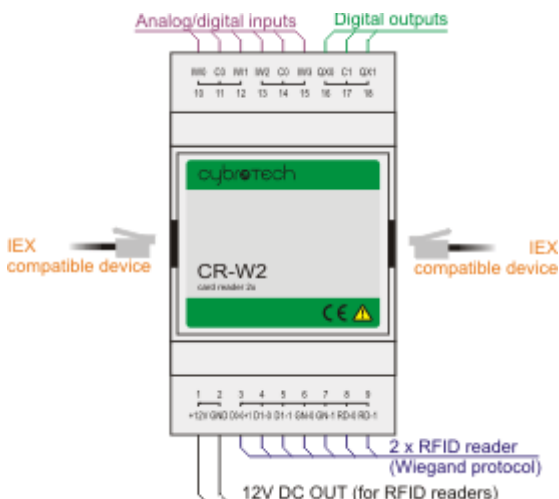 Analog/digital inputs
Digital outputs
IW0 C0 IW1 IW2 C0 IW3 QX0 C1 QX1
10 11 12 13 14 15 16 17 18
cybrotech
IEX
compatible device
IEX
compatible device
CR-W2
card reader 2x
CE
1 2 3 4 5 6 7 8 9
+12V GND D0-0+1 D1-0 D1-1 GN-0 GN-1 RD-0 RD-1
2 x RFID reader
(Wiegand protocol)
12V DC OUT (for RFID readers)